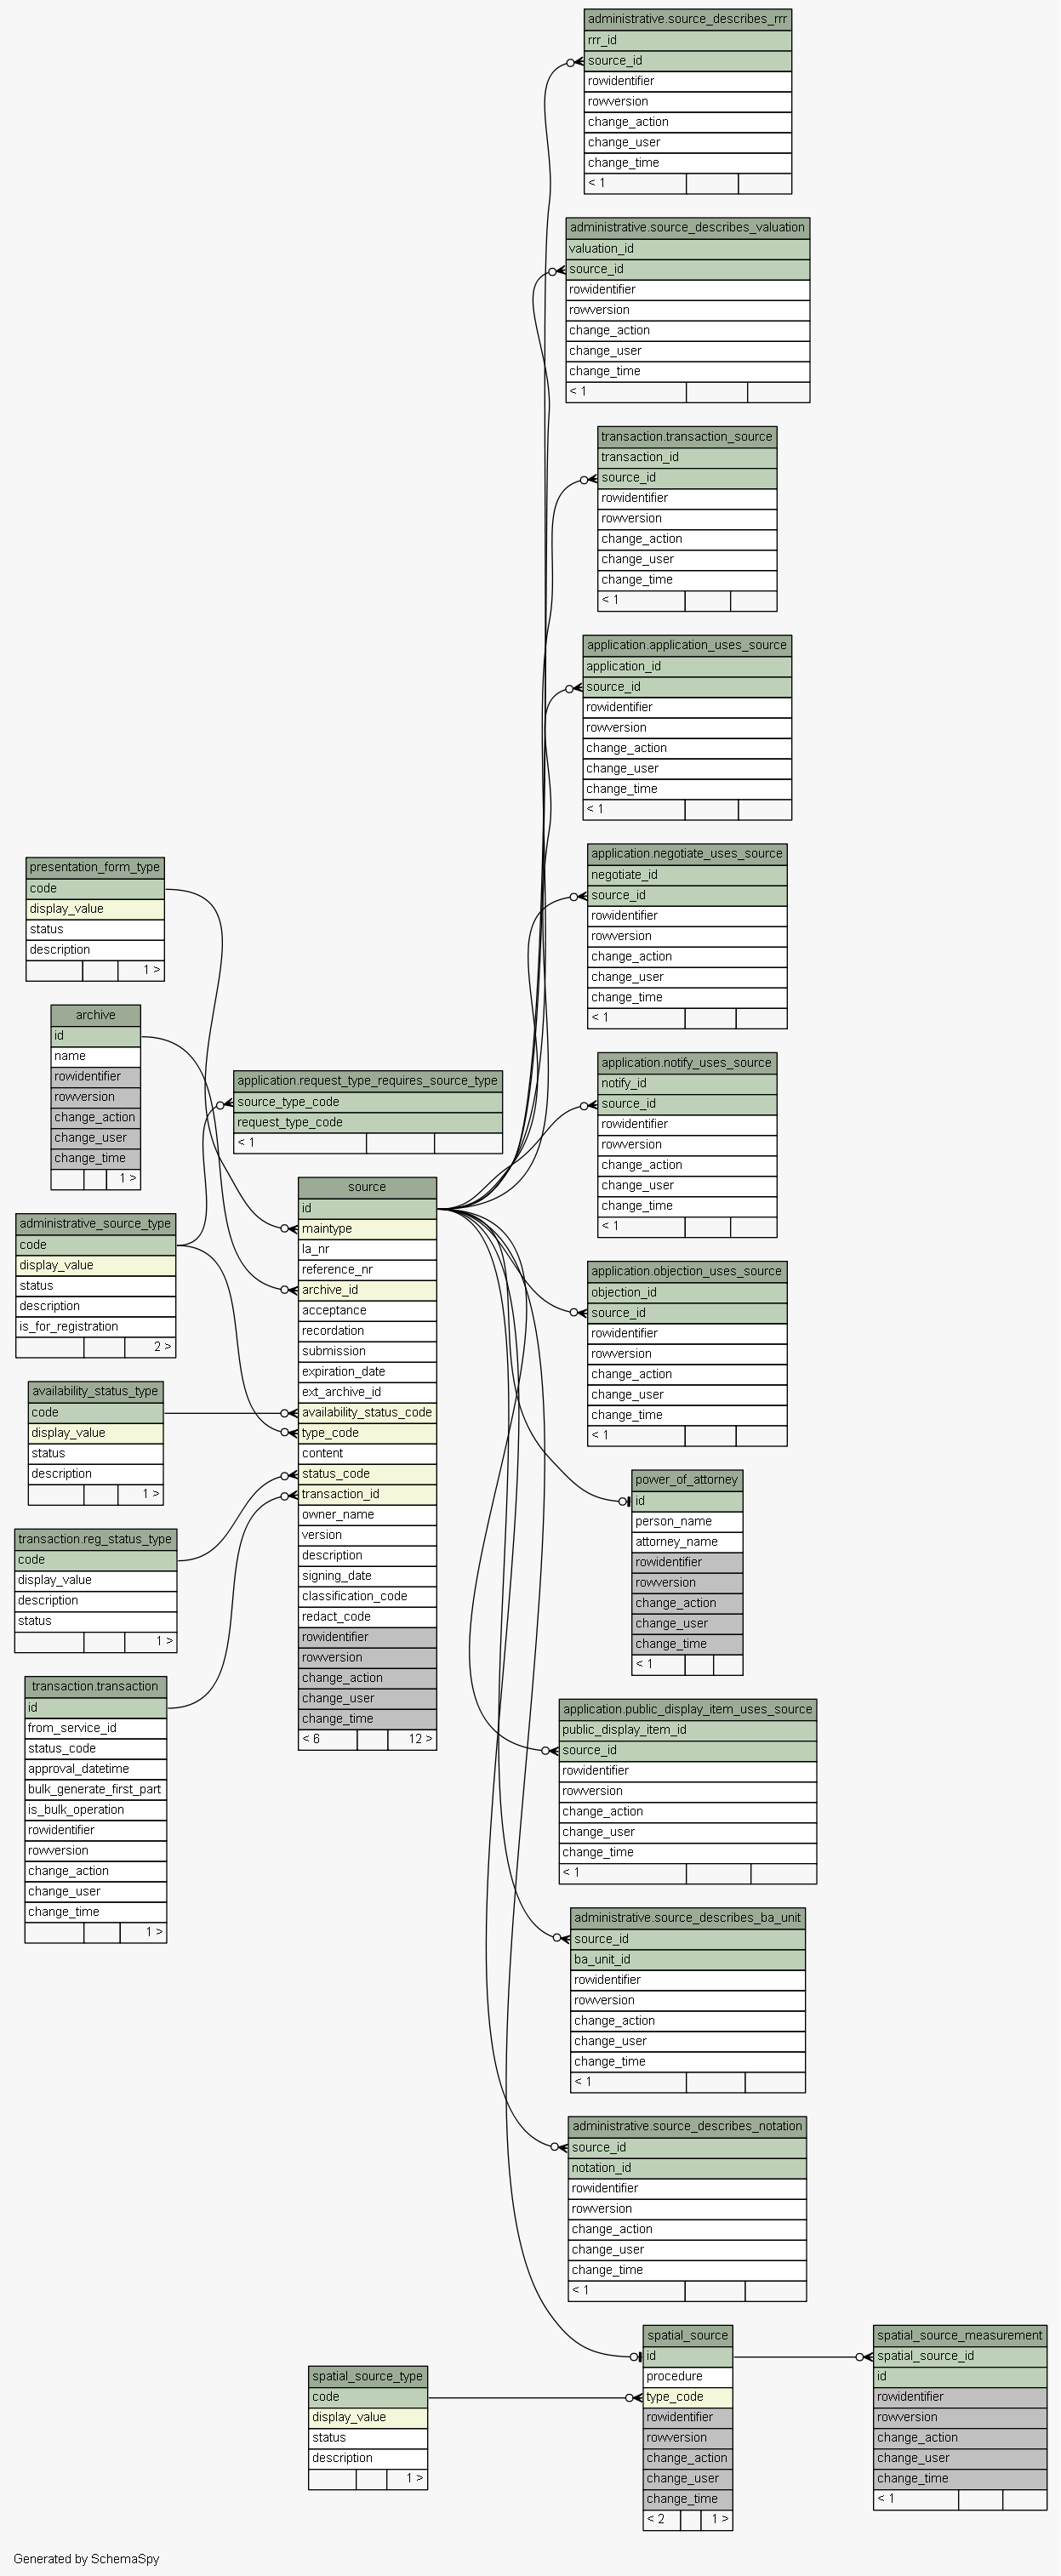 administrative.source_describes_rrr
rrr_id
source_id
rowidentifier
rowversion
change_action
change_user
change_time
< 1
administrative.source_describes_valuation
valuation_id
source_id
rowidentifier
rowversion
change_action
change_user
change_time
< 1
transaction.transaction_source
transaction_id
source_id
rowidentifier
rowversion
change_action
change_user
change_time
< 1
application.application_uses_source
application_id
source_id
rowidentifier
rowversion
change_action
change_user
change_time
< 1
application.negotiate_uses_source
negotiate_id
source_id
rowidentifier
rowversion
change_action
change_user
change_time
< 1
application.notify_uses_source
notify_id
source_id
rowidentifier
rowversion
change_action
change_user
change_time
< 1
application.objection_uses_source
objection_id
source_id
rowidentifier
rowversion
change_action
change_user
change_time
< 1
power_of_attorney
id
person_name
attorney_name
rowidentifier
rowversion
change_action
change_user
change_time
< 1
application.public_display_item_uses_source
public_display_item_id
source_id
rowidentifier
rowversion
change_action
change_user
change_time
< 1
administrative.source_describes_ba_unit
source_id
ba_unit_id
rowidentifier
rowversion
change_action
change_user
change_time
< 1
administrative.source_describes_notation
source_id
notation_id
rowidentifier
rowversion
change_action
change_user
change_time
< 1
presentation_form_type
code
display_value
status
description
1 >
archive
id
name
rowidentifier
rowversion
change_action
change_user
change_time
1 >
application.request_type_requires_source_type
source_type_code
request_type_code
< 1
administrative_source_type
code
display_value
status
description
is_for_registration
2 >
availability_status_type
code
display_value
status
description
1 >
transaction.reg_status_type
code
display_value
description
status
1 >
transaction.transaction
id
from_service_id
status_code
approval_datetime
bulk_generate_first_part
is_bulk_operation
rowidentifier
rowversion
change_action
change_user
change_time
1 >
source
id
maintype
la_nr
reference_nr
archive_id
acceptance
recordation
submission
expiration_date
ext_archive_id
availability_status_code
type_code
content
status_code
transaction_id
owner_name
version
description
signing_date
classification_code
redact_code
rowidentifier
rowversion
change_action
change_user
change_time
< 6 12 >
spatial_source_type
code
display_value
status
description
1 >
spatial_source
id
procedure
type_code
rowidentifier
rowversion
change_action
change_user
change_time
< 2 1 >
spatial_source_measurement
spatial_source_id
id
rowidentifier
rowversion
change_action
change_user
change_time
< 1
Generated by SchemaSpy